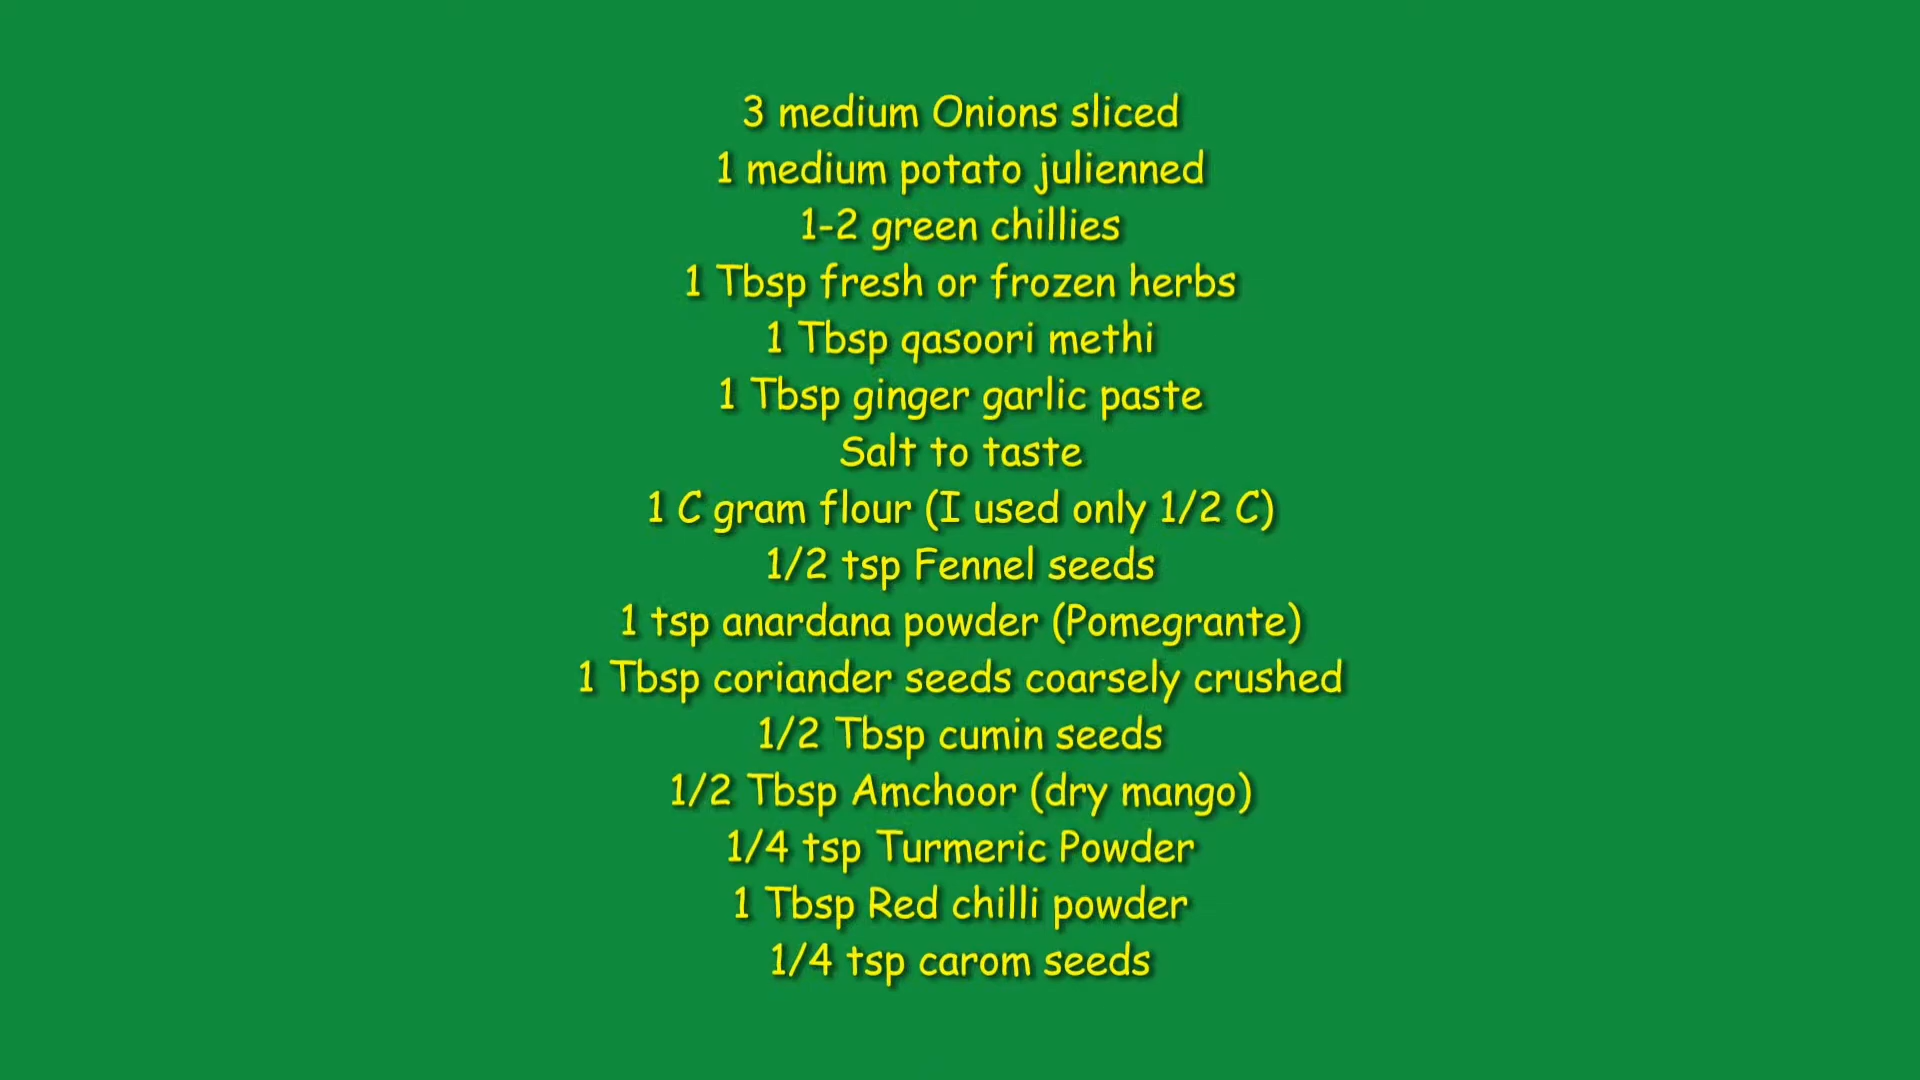 3 medium Onions sliced
1 medium potato julienned
1-2 green chillies
1 Tbsp fresh or frozen herbs
1 Tbsp qasoori methi
1 Tbsp ginger garlic paste
Salt to taste
1 C gram flour (I used only 1/2 C)
1/2 tsp Fennel seeds
1 tsp anardana powder (Pomegrante)
1 Tbsp coriander seeds coarsely crushed
1/2 Tbsp cumin seeds
1/2 Tbsp Amchoor (dry mango)
1/4 tsp Turmeric Powder
1 Tbsp Red chilli powder
1/4 tsp carom seeds